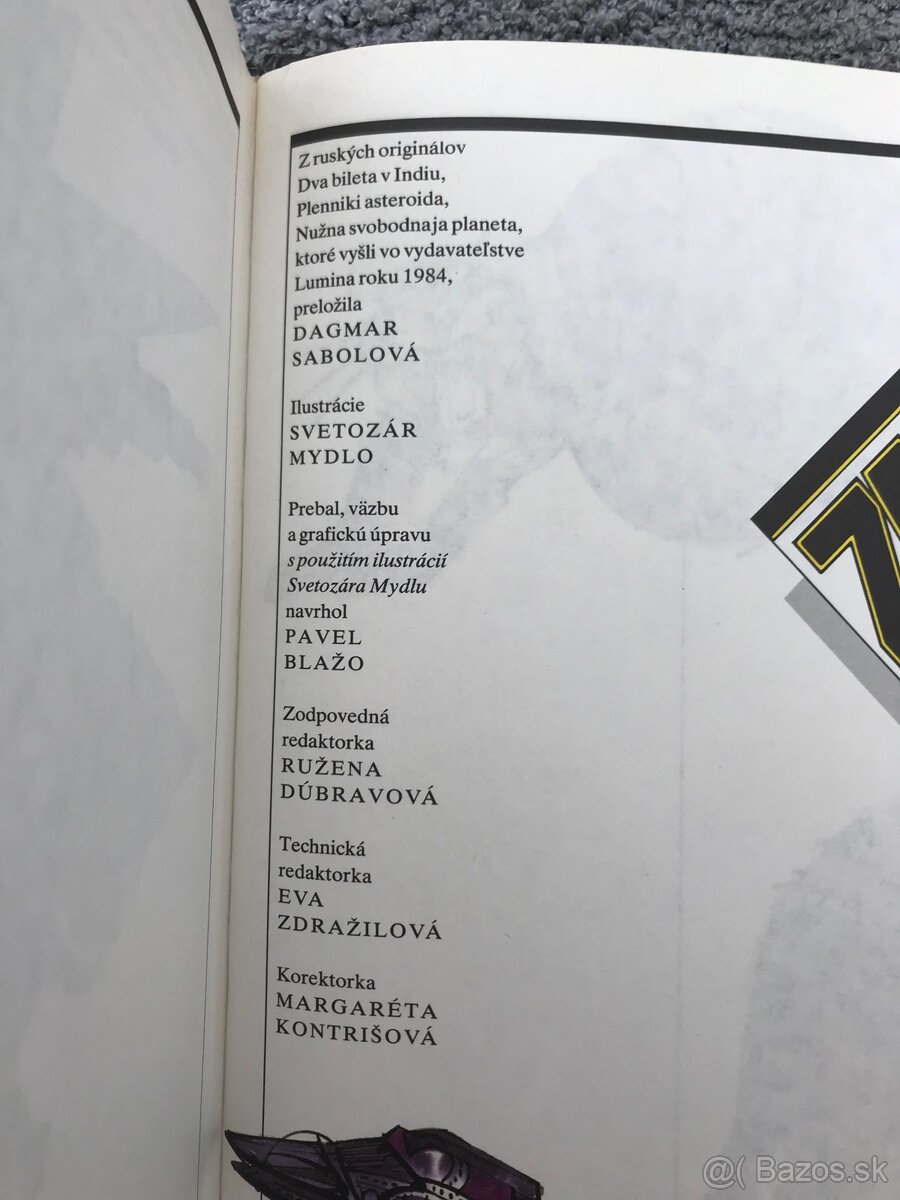 Z ruských originálov
Dva bileta v Indiu,
Plenniki asteroida,
Nužna svobodnaja planeta,
ktoré vyšli vo vydavateľstve
Lumina roku 1984,
preložila
DAGMAR
SABOLOVÁ
Ilustrácie
SVETOZÁR
MYDLO
Prebal, väzbu
a grafickú úpravu
s použitím ilustrácií
Svetozára Mydlu
navrhol
PAVEL
BLAŽO
Zodpovedná
redaktorka
RUŽENA
DÚBRAVOVÁ
Technická
redaktorka
EVA
ZDRAŽILOVÁ
Korektorka
MARGARÉTA
KONTRIŠOVÁ
@( Bazos.sk